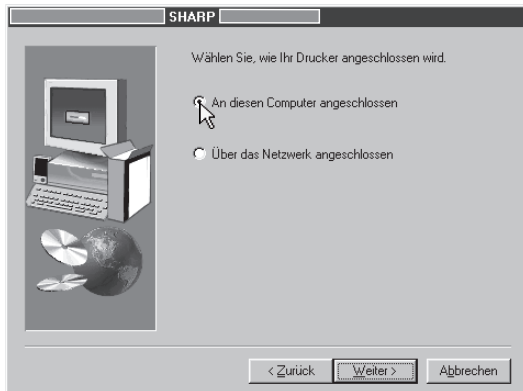 SHARP
Wählen Sie, wie Ihr Drucker angeschlossen wird.
An diesen Computer angeschlossen
Über das Netzwerk angeschlossen
< Zurück
Weiter >
Abbrechen